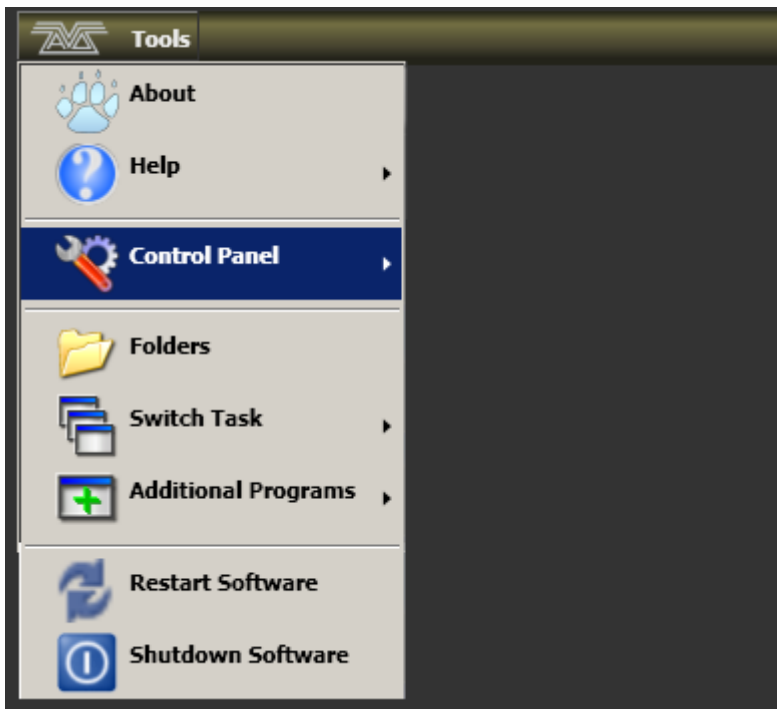 Tools
About
Help
Control Panel
Folders
Switch Task
Additional Programs
Restart Software
Shutdown Software